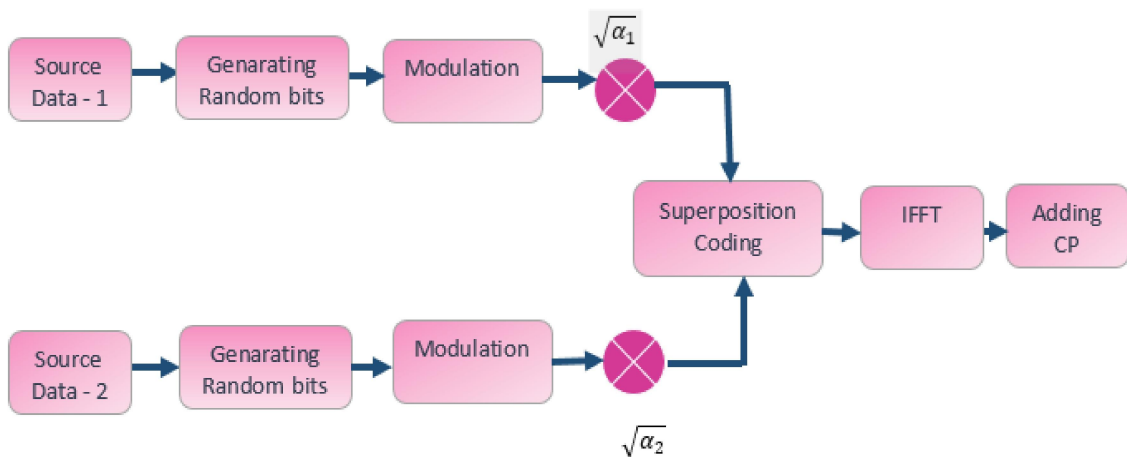 √α₁
Source
Data - 1
Genarating
Random bits
Modulation
Superposition
Coding
IFFT
Adding
CP
Source
Data - 2
Genarating
Random bits
Modulation
√α₂